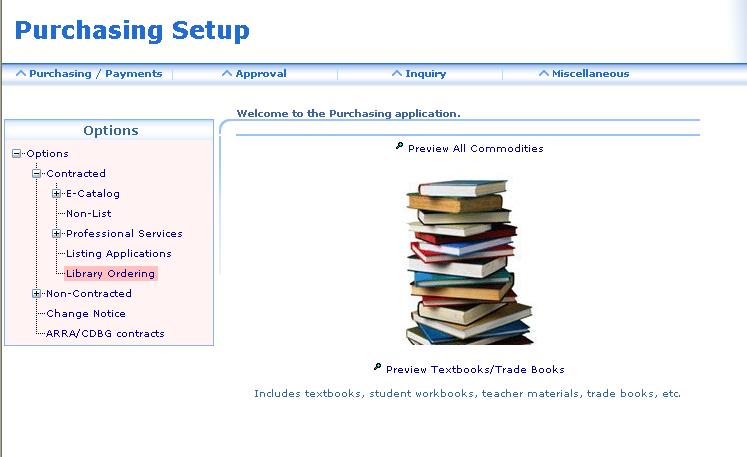 Purchasing Setup
Purchasing / Payments Approval Inquiry Miscellaneous
Welcome to the Purchasing application.
Options
Options
Contracted
E-Catalog
Non-List
Professional Services
Listing Applications
Library Ordering
Non-Contracted
Change Notice
ARRA/CDBG contracts
Preview All Commodities
Preview Textbooks/Trade Books
Includes textbooks, student workbooks, teacher materials, trade books, etc.